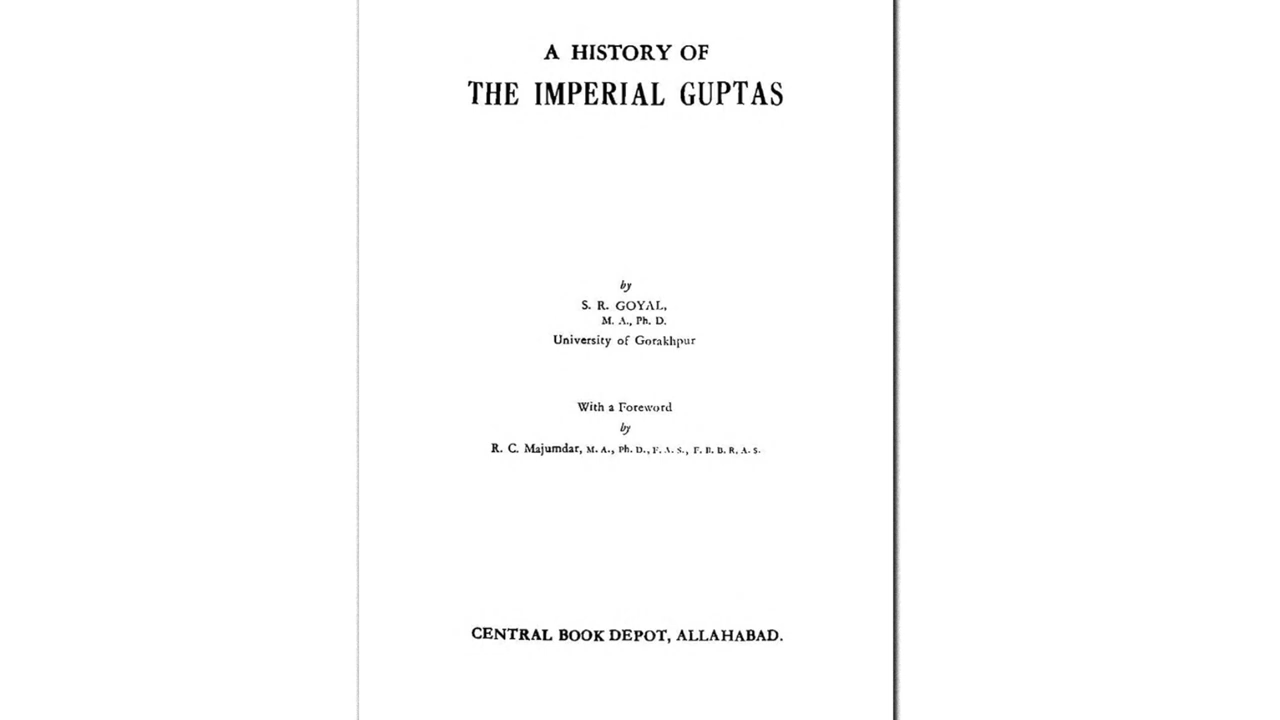 A HISTORY OF
THE IMPERIAL GUPTAS
by
S. R. GOYAL,
M. A., Ph. D.
University of Gorakhpur
With a Foreword
by
R. C. Majumdar, M. A., Ph. D., F. A. S., F. B. B. R. A. S.
CENTRAL BOOK DEPOT, ALLAHABAD.